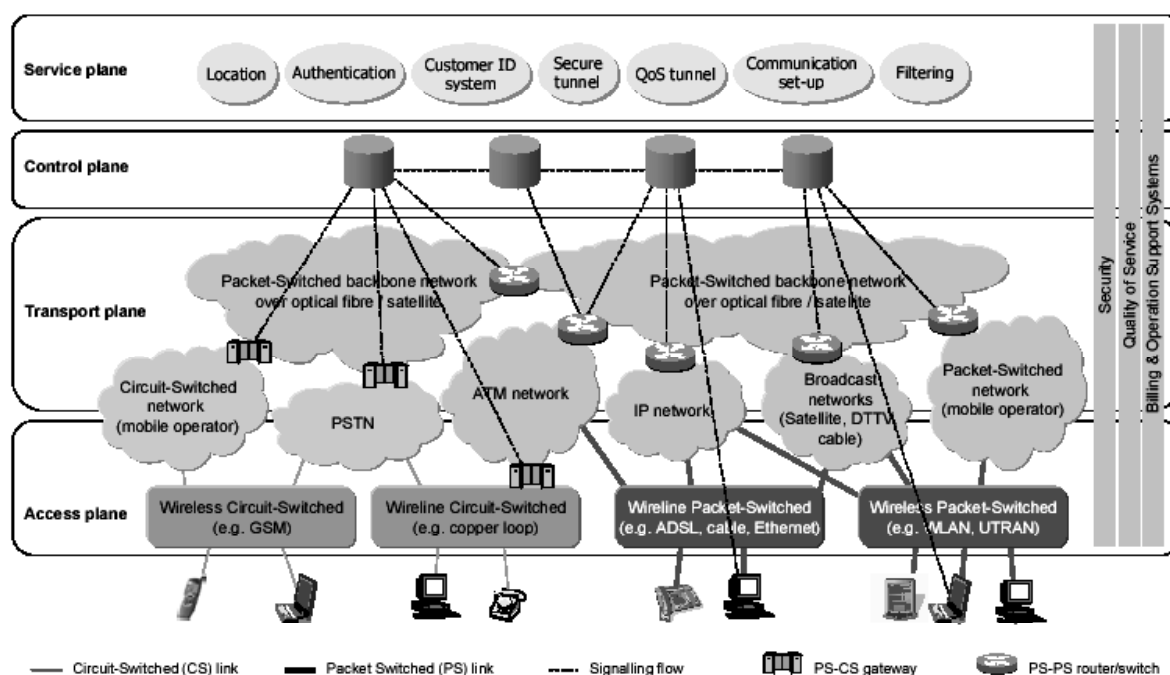 Service plane
Location
Authentication
Customer ID
system
Secure
tunnel
QoS tunnel
Communication
set-up
Filtering
Control plane
Transport plane
Packet-Switched backbone network
over optical fibre / satellite
Packet-Switched backbone network
over optical fibre / satellite
Circuit-Switched
network
(mobile operator)
PSTN
ATM network
IP network
Broadcast
networks
(Satellite, DTTV,
cable)
Packet-Switched
network
(mobile operator)
Access plane
Wireless Circuit-Switched
(e.g. GSM)
Wireline Circuit-Switched
(e.g. copper loop)
Wireline Packet-Switched
(e.g. ADSL, cable, Ethernet)
Wireless Packet-Switched
(e.g. WLAN, UTRAN)
Security
Quality of Service
Billing & Operation Support Systems
Circuit-Switched (CS) link
Packet Switched (PS) link
Signalling flow
PS-CS gateway
PS-PS router/switch